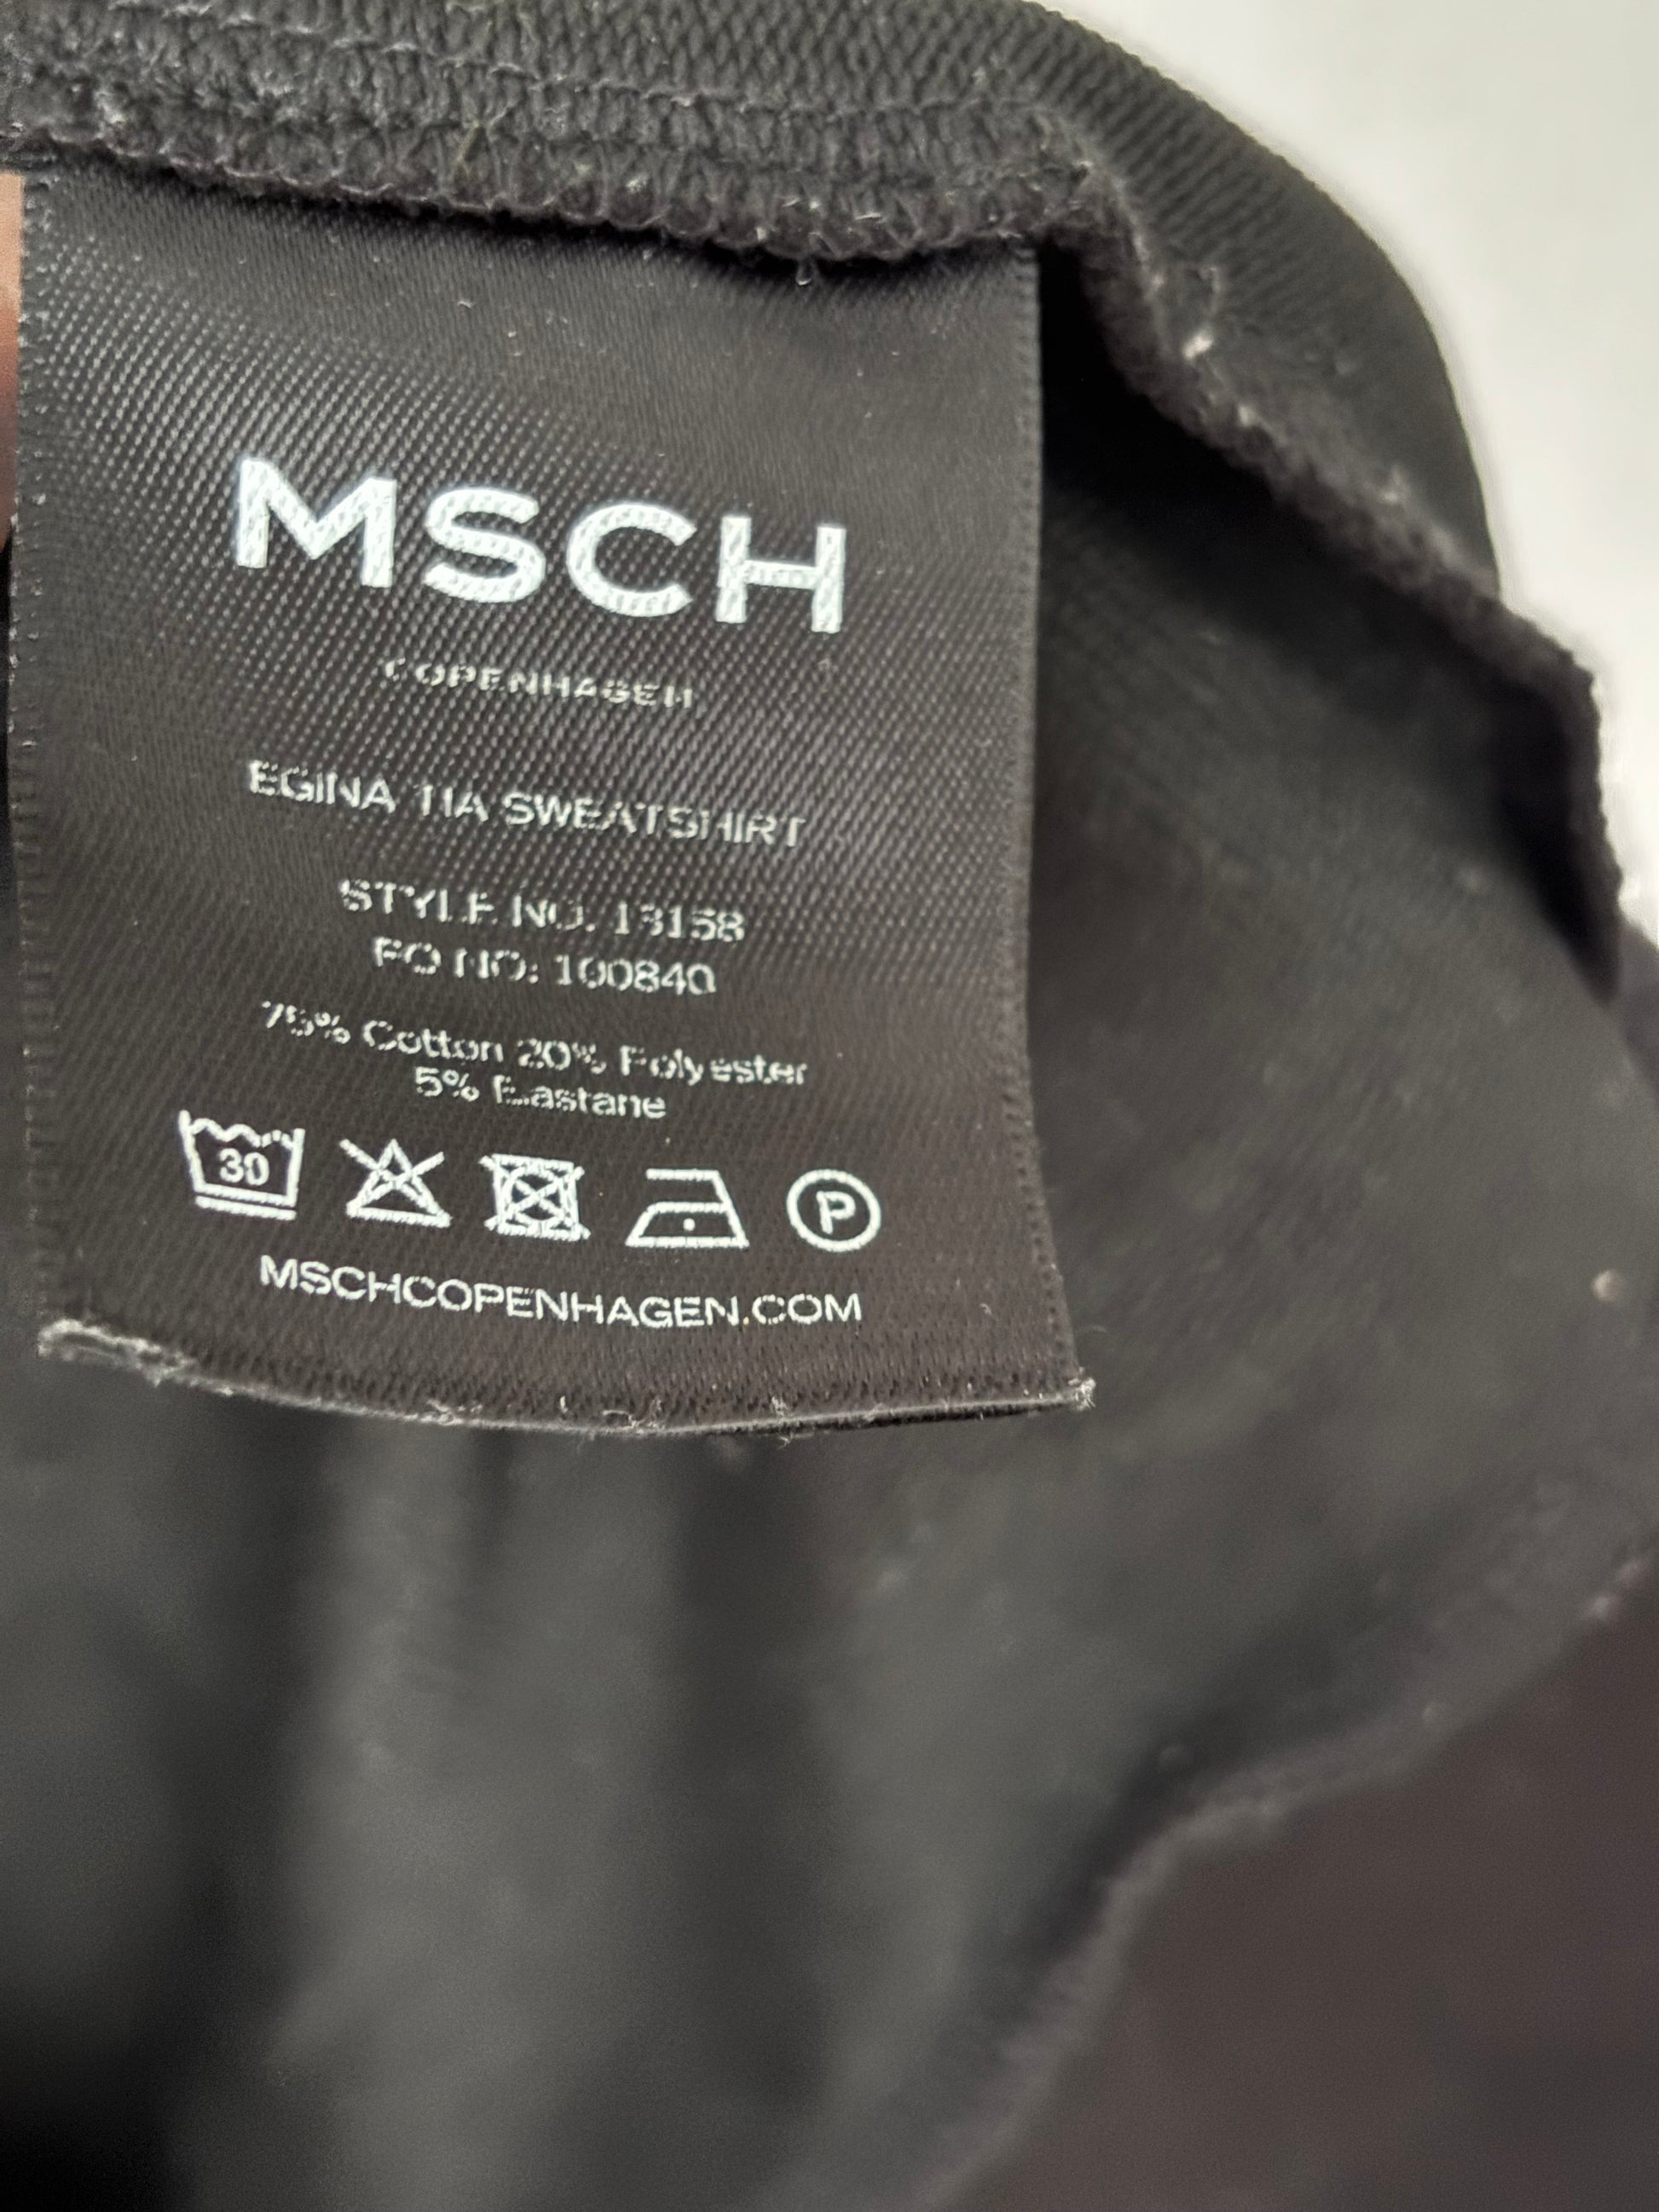 MSCH
COPENHAGEN
EGINA TIA SWEATSHIRT
STYLE NO. 13158
PO NO: 100840
75% Cotton 20% Polyester
5% Elastane
30
P
MSCHCOPENHAGEN.COM